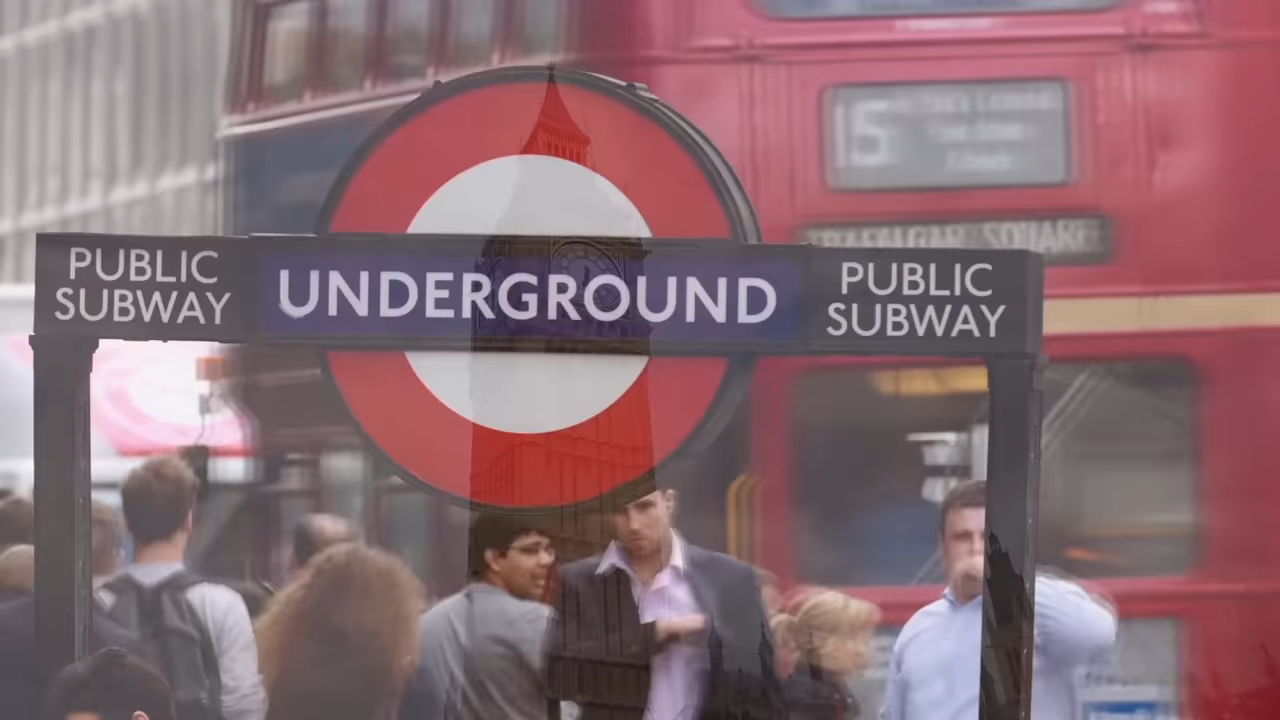 15
TRAFALGAR SQUARE
PUBLIC
SUBWAY
UNDERGROUND
PUBLIC
SUBWAY